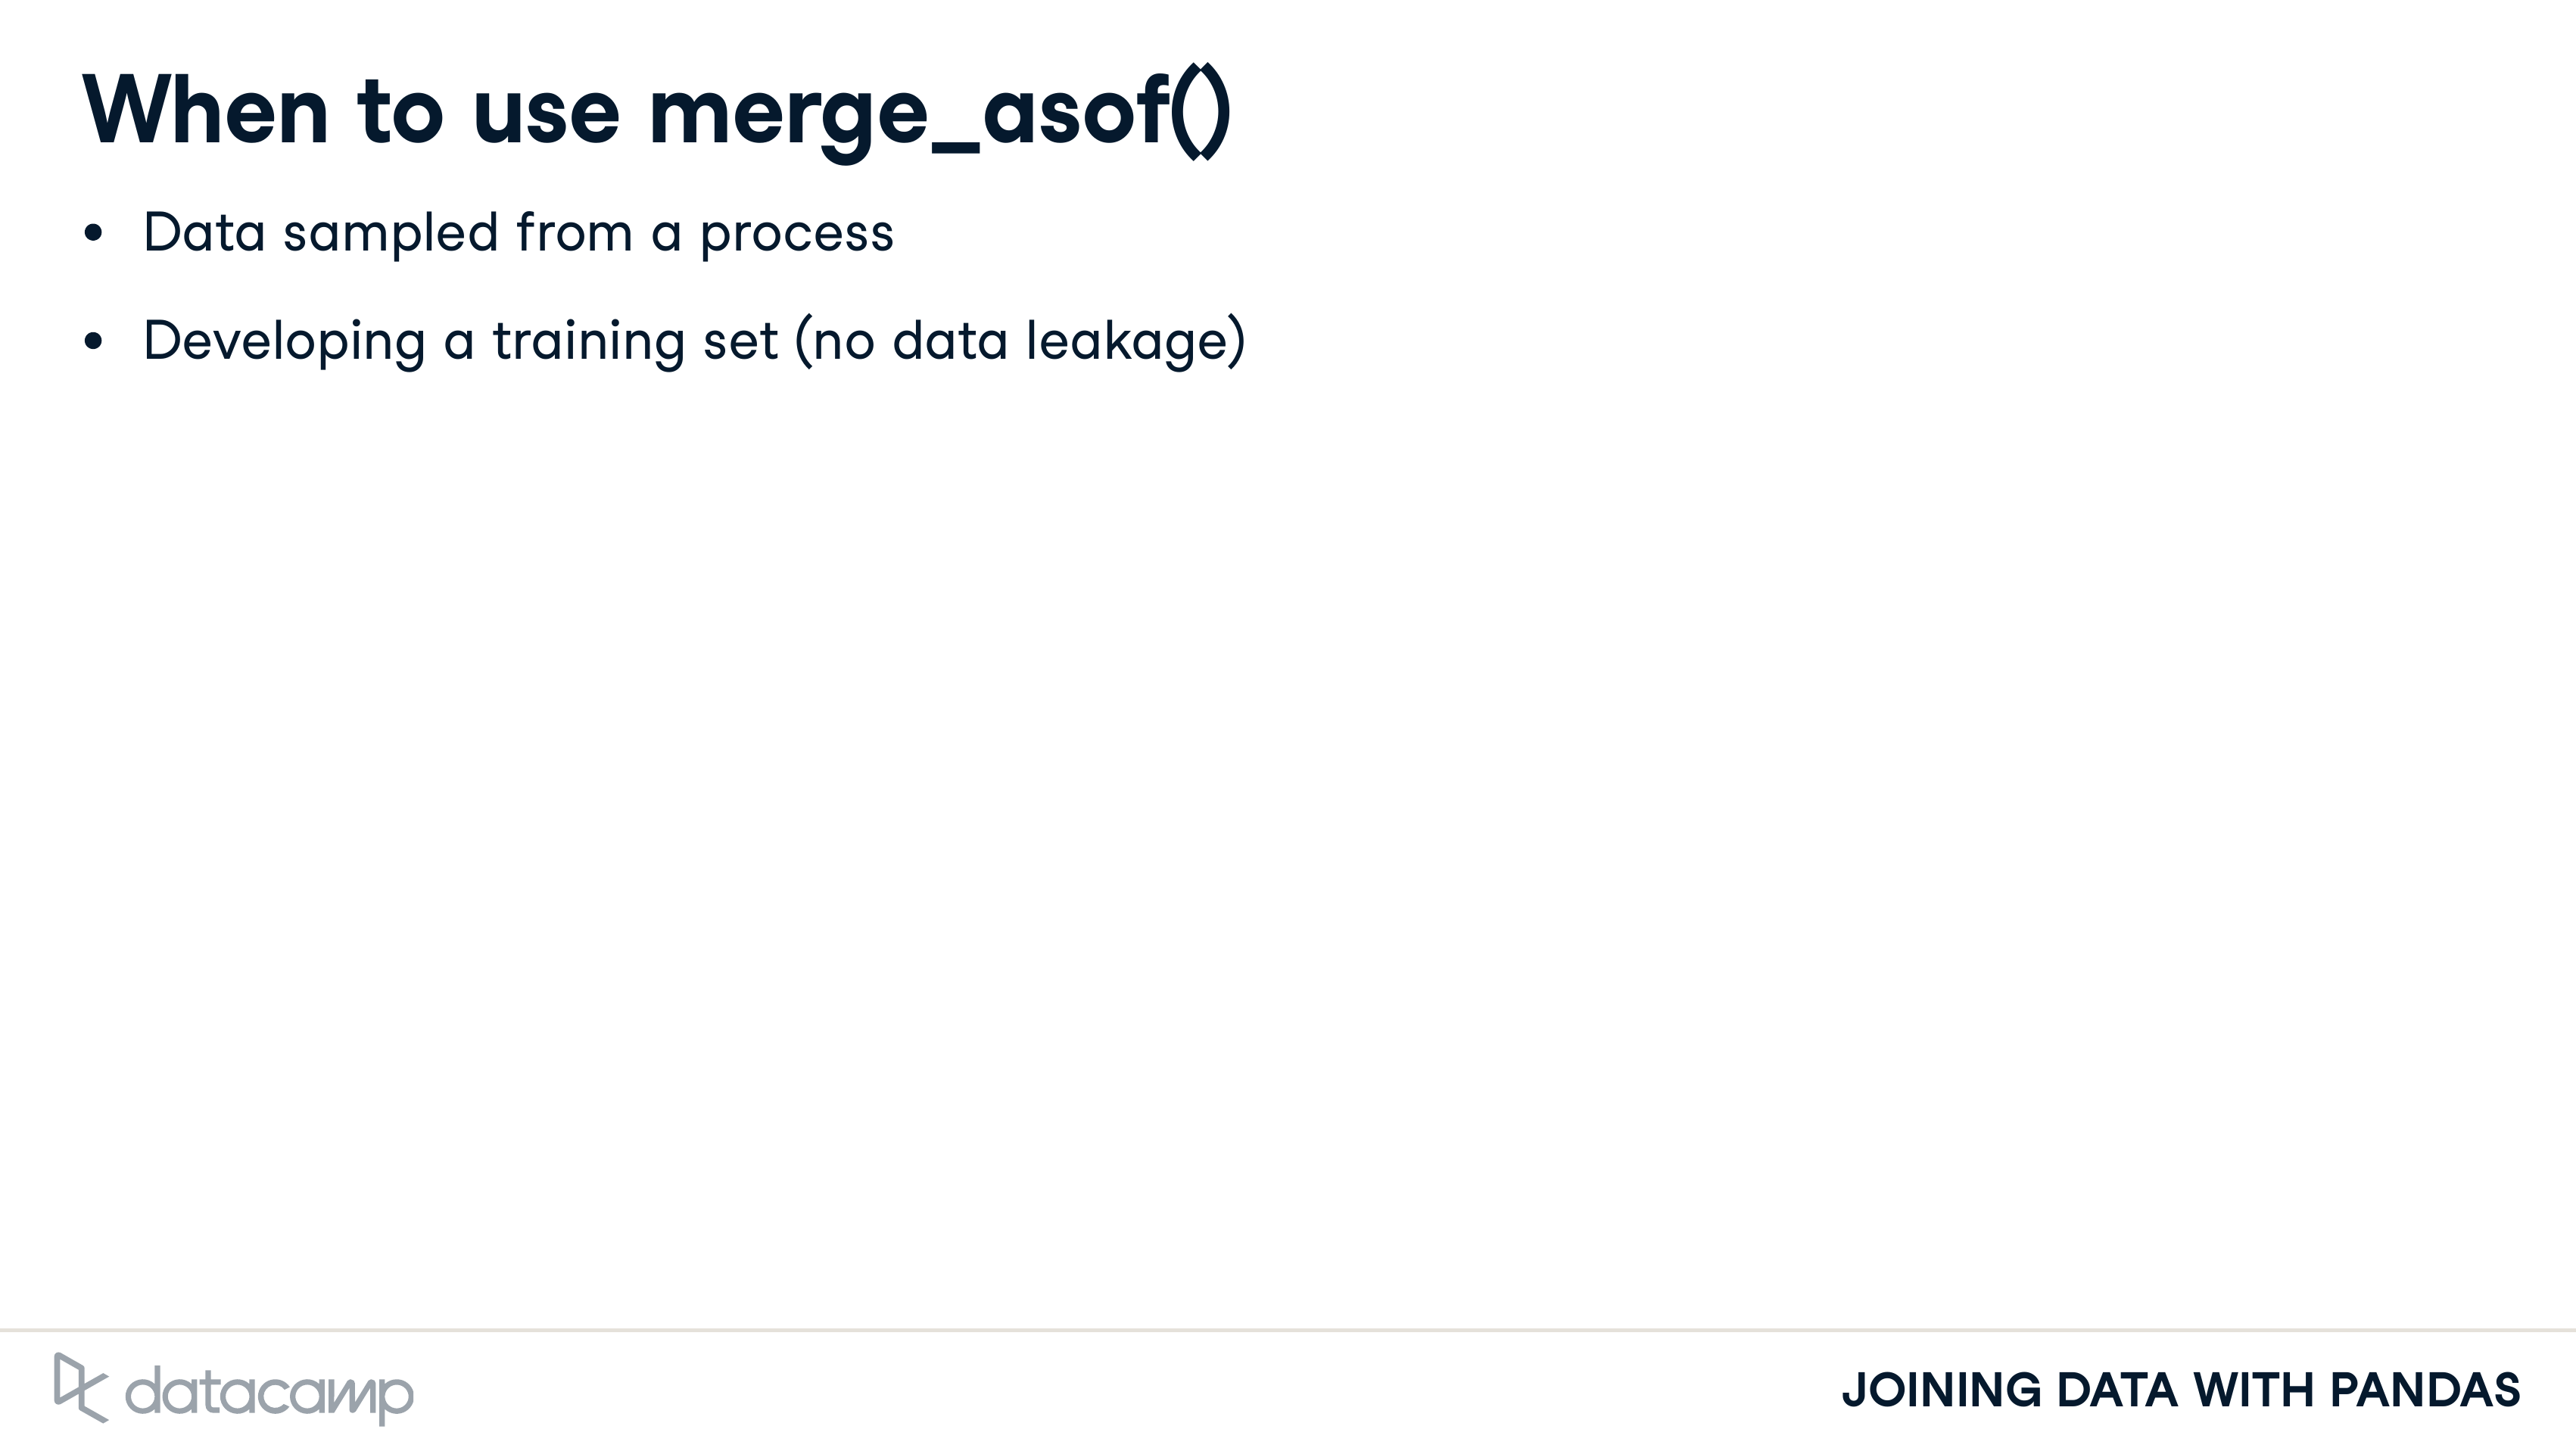 When to use merge_asof()
• Data sampled from a process
• Developing a training set (no data leakage)
datacamp
JOINING DATA WITH PANDAS